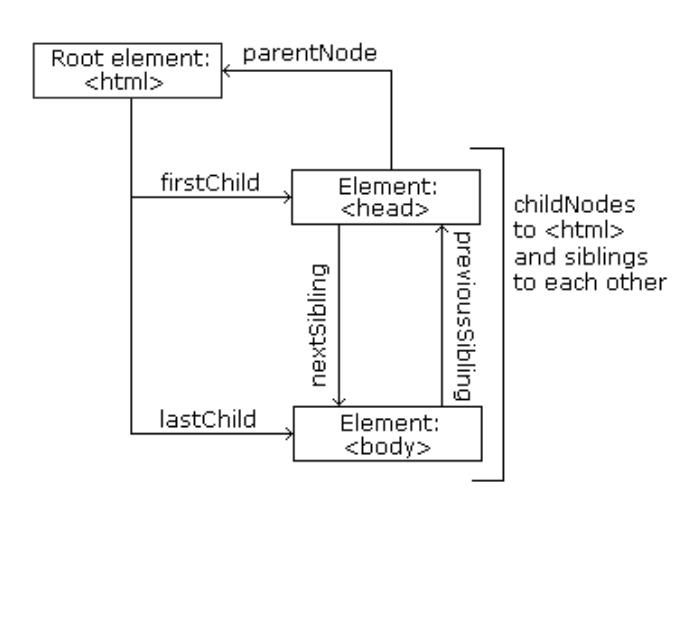 Root element:
<html>
parentNode
firstChild
Element:
<head>
childNodes
to <html>
and siblings
to each other
nextSibling
previousSibling
lastChild
Element:
<body>